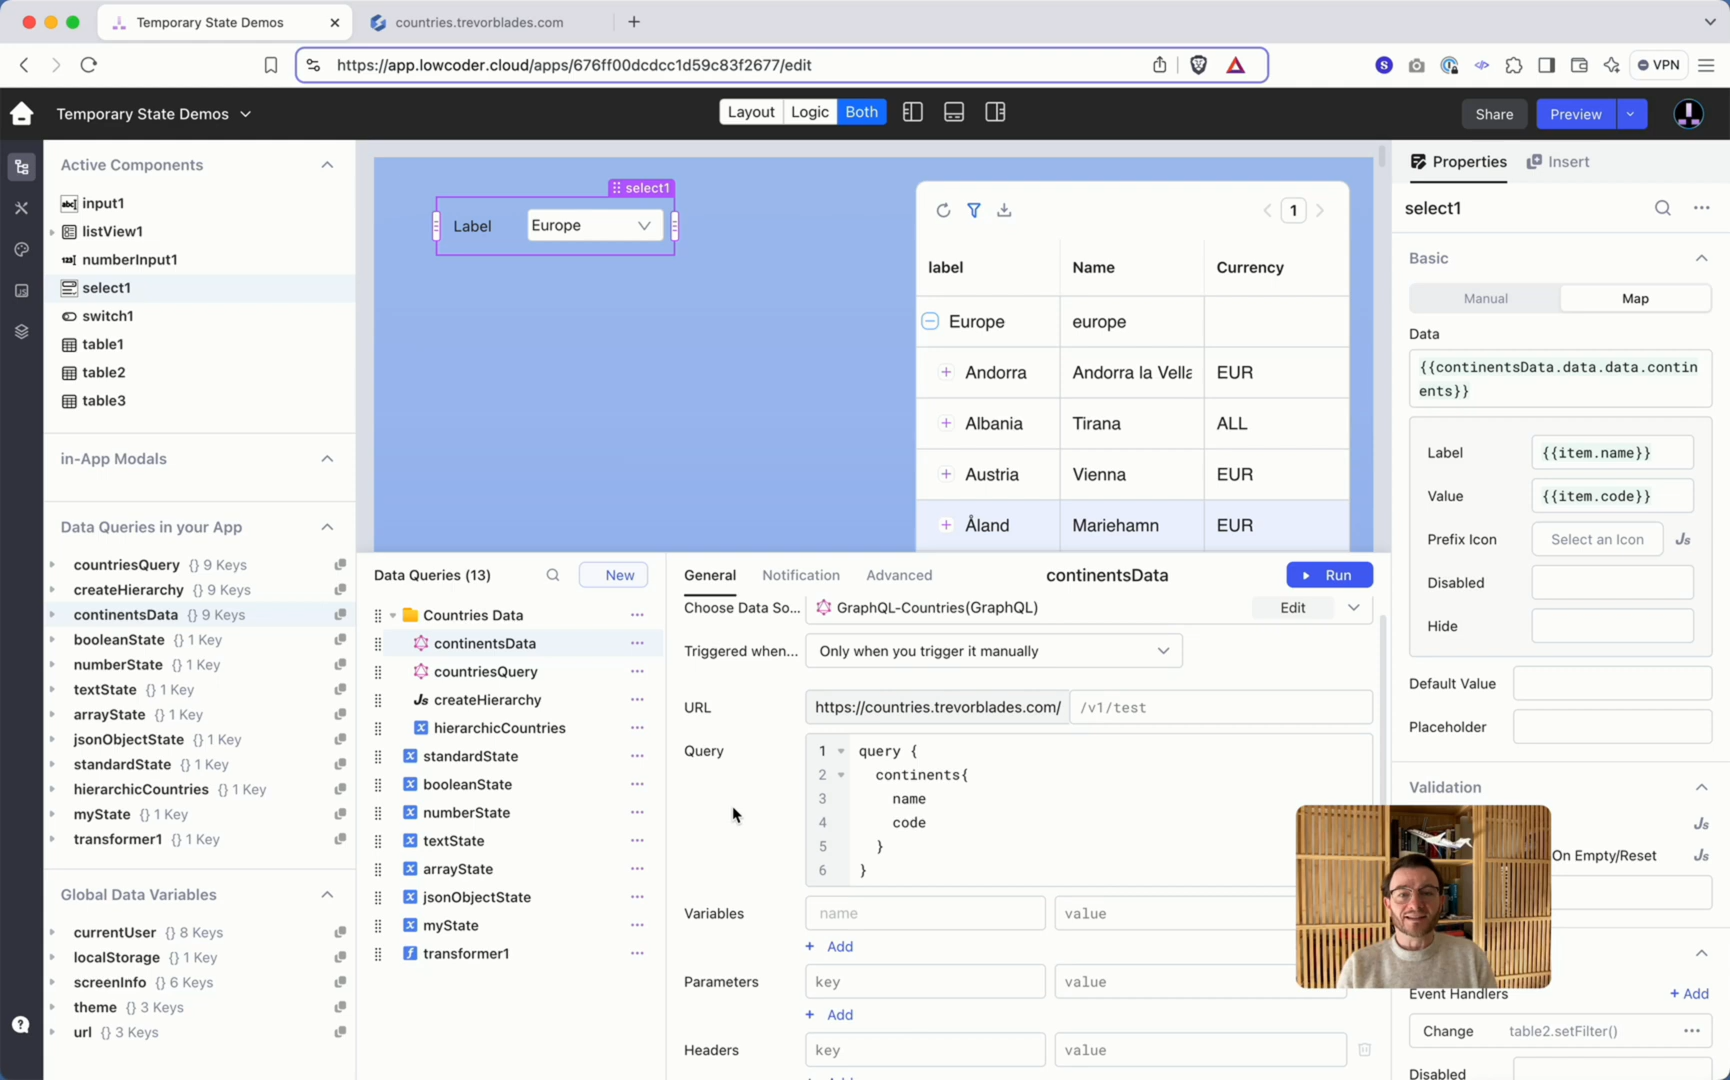 Temporary State Demos
countries.trevorblades.com
https://app.lowcoder.cloud/apps/676ff00dcdcc1d59c83f2677/edit
VPN
Temporary State Demos
Layout
Logic
Both
Share
Preview
Active Components
input1
listView1
numberInput1
select1
switch1
table1
table2
table3
in-App Modals
Data Queries in your App
countriesQuery {} 9 Keys
createHierarchy {} 9 Keys
continentsData {} 9 Keys
booleanState {} 1 Key
numberState {} 1 Key
textState {} 1 Key
arrayState {} 1 Key
jsonObjectState {} 1 Key
standardState {} 1 Key
hierarchicCountries {} 1 Key
myState {} 1 Key
transformer1 {} 1 Key
Global Data Variables
currentUser {} 8 Keys
localStorage {} 1 Key
screenInfo {} 6 Keys
theme {} 3 Keys
url {} 3 Keys
select1
Label Europe
1
label Name Currency
Europe europe
Andorra Andorra la Vella EUR
Albania Tirana ALL
Austria Vienna EUR
Åland Mariehamn EUR
Data Queries (13)
New
Countries Data
continentsData
countriesQuery
Js createHierarchy
hierarchicCountries
standardState
booleanState
numberState
textState
arrayState
jsonObjectState
myState
transformer1
General Notification Advanced
continentsData
Run
Choose Data So... GraphQL-Countries(GraphQL) Edit
Triggered when... Only when you trigger it manually
URL https://countries.trevorblades.com/ /v1/test
Query
1 query {
2 continents{
3 name
4 code
5 }
6 }
Variables name value
+ Add
Parameters key value
+ Add
Headers key value
Properties
Insert
select1
Basic
Manual Map
Data
{{continentsData.data.data.contin
ents}}
Label {{item.name}}
Value {{item.code}}
Prefix Icon Select an Icon Js
Disabled
Hide
Default Value
Placeholder
Validation
Js
On Empty/Reset Js
Event Handlers + Add
Change table2.setFilter()
Disabled